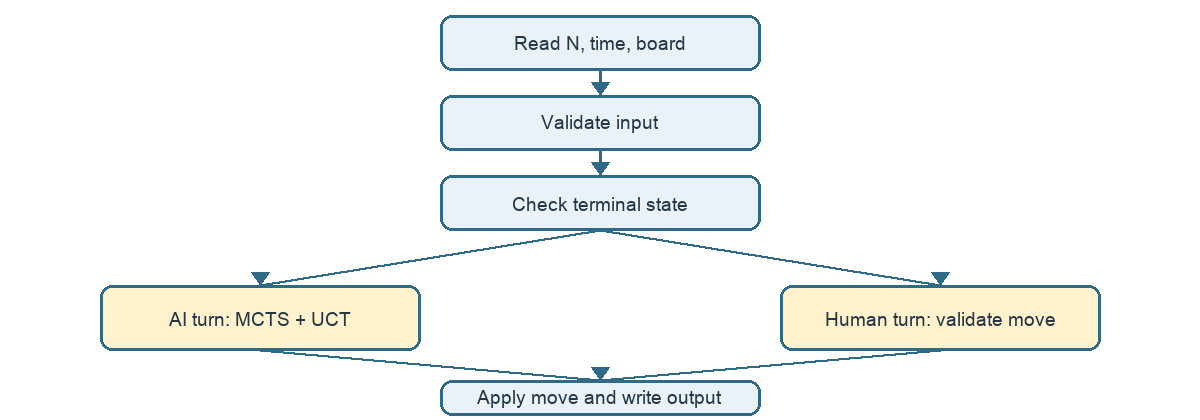 Read N, time, board
Validate input
Check terminal state
AI turn: MCTS + UCT
Human turn: validate move
Apply move and write output